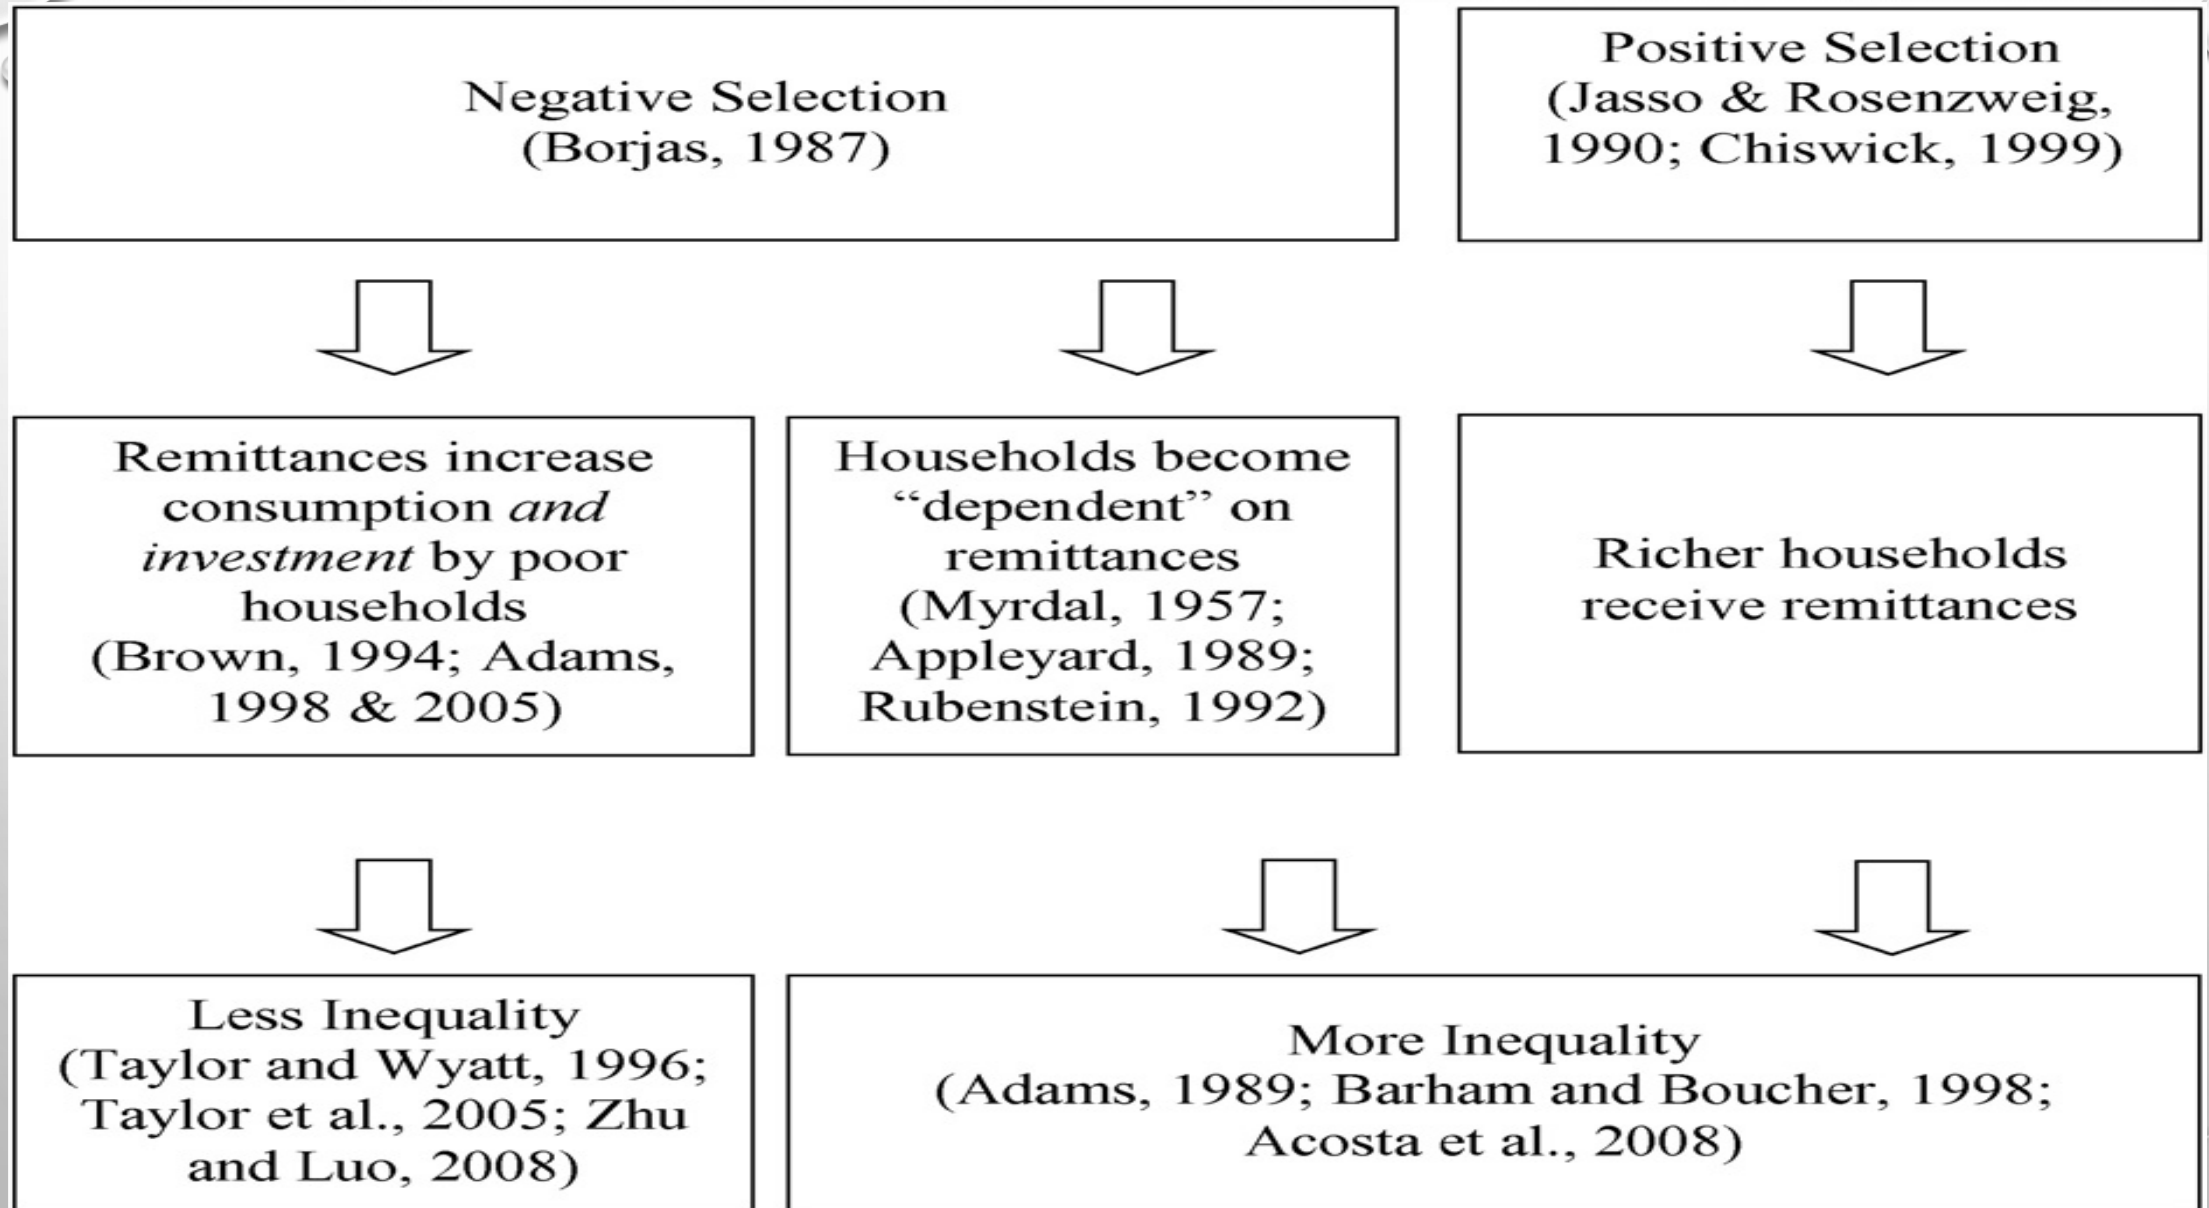 Negative Selection
(Borjas, 1987)
Positive Selection
(Jasso & Rosenzweig,
1990; Chiswick, 1999)
Remittances increase
consumption and
investment by poor
households
(Brown, 1994; Adams,
1998 & 2005)
Households become
“dependent” on
remittances
(Myrdal, 1957;
Appleyard, 1989;
Rubenstein, 1992)
Richer households
receive remittances
Less Inequality
(Taylor and Wyatt, 1996;
Taylor et al., 2005; Zhu
and Luo, 2008)
More Inequality
(Adams, 1989; Barham and Boucher, 1998;
Acosta et al., 2008)